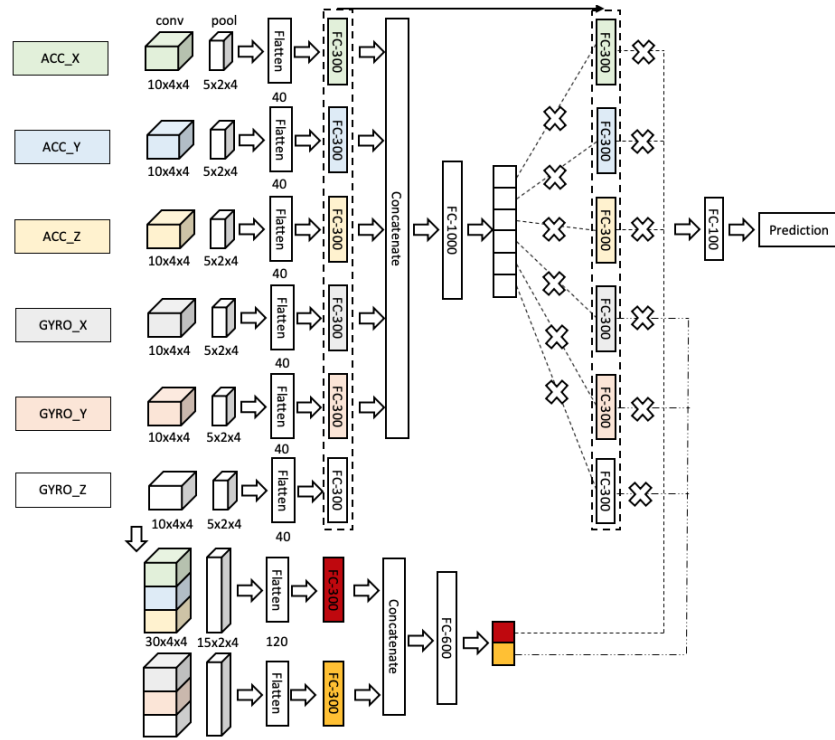 conv pool
ACC_X
10x4x4 5x2x4
Flatten
40
FC-300
FC-300
ACC_Y
10x4x4 5x2x4
Flatten
40
FC-300
FC-300
ACC_Z
10x4x4 5x2x4
Flatten
40
FC-300
Concatenate
FC-1000
FC-300
FC-100
Prediction
GYRO_X
10x4x4 5x2x4
Flatten
40
FC-300
FC-300
GYRO_Y
10x4x4 5x2x4
Flatten
40
FC-300
FC-300
GYRO_Z
10x4x4 5x2x4
Flatten
40
FC-300
FC-300
30x4x4 15x2x4
Flatten
120
FC-300
Concatenate
FC-600
Flatten
FC-300